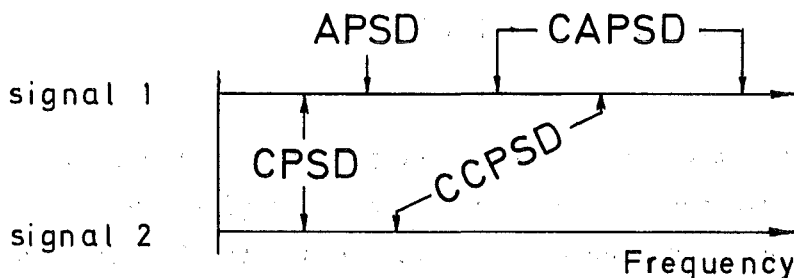 APSD CAPSD
signal 1
CPSD CCPSD
signal 2
Frequency